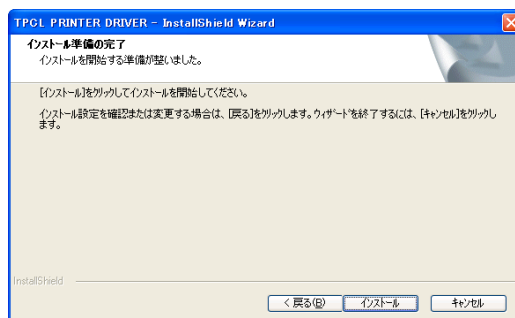 TPCL PRINTER DRIVER - InstallShield Wizard
インストール準備の完了
インストールを開始する準備が整いました。
[インストール]をクリックしてインストールを開始してください。
インストール設定を確認または変更する場合は、[戻る]をクリックします。ウィザードを終了するには、[キャンセル]をクリックし
ます。
InstallShield
< 戻る(B) インストール キャンセル